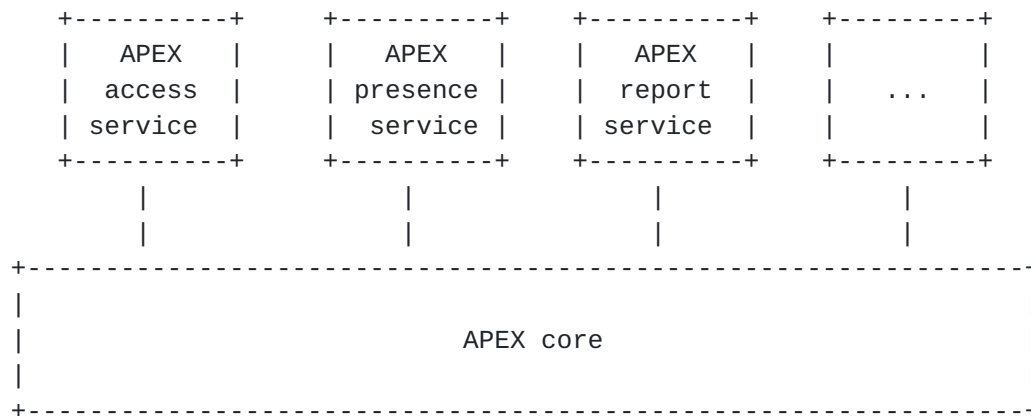 APEX APEX APEX
access presence report ...
service service service
APEX core